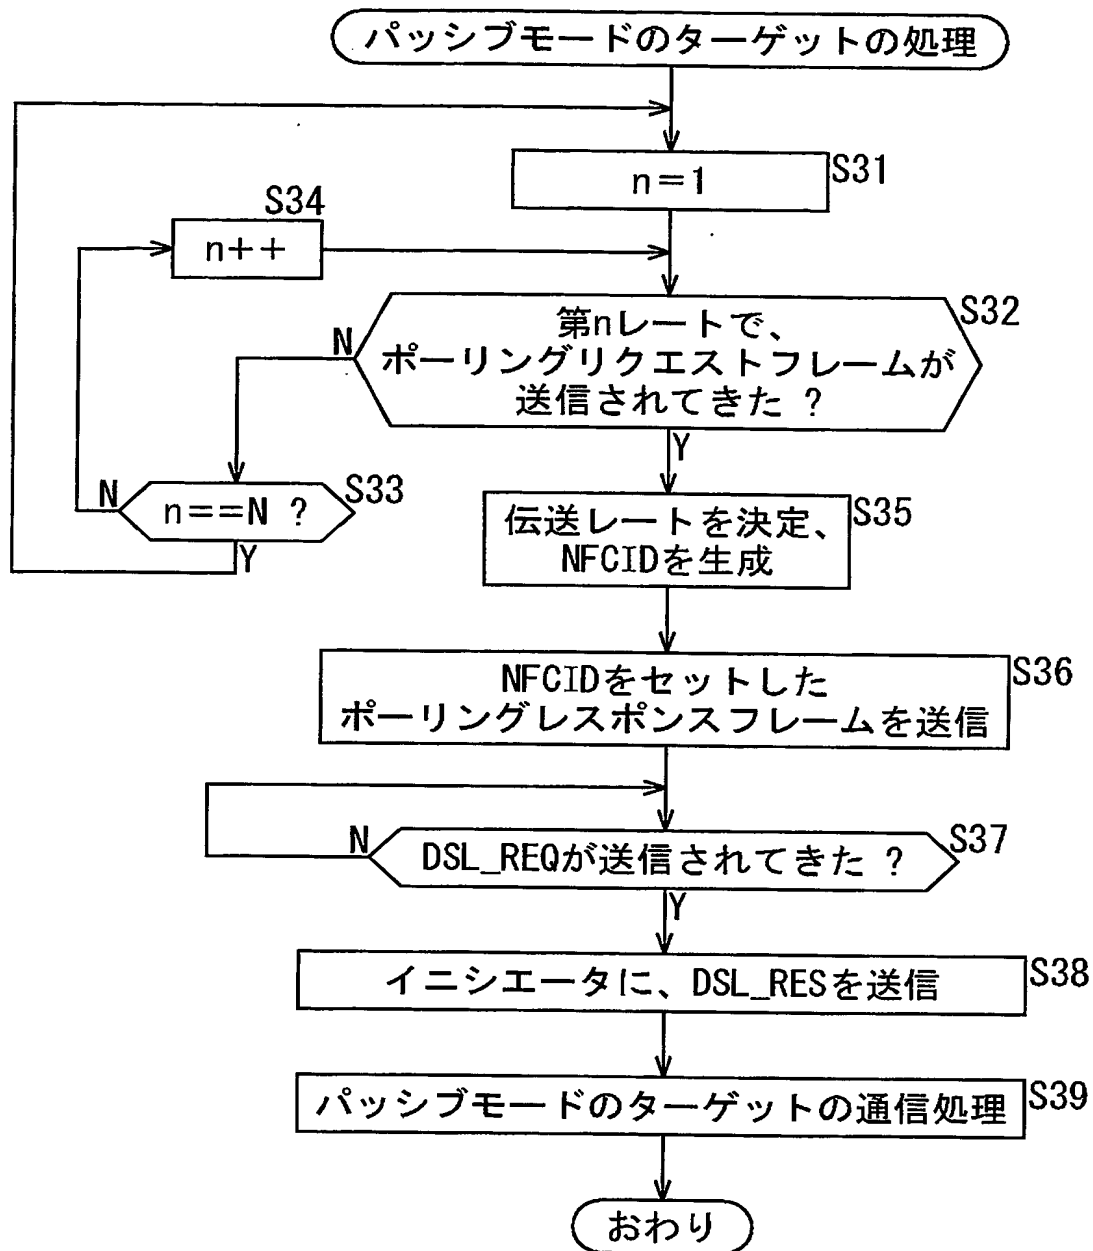 パッシブモードのターゲットの処理
n=1
S31
S34
n++
第nレートで、
ポーリングリクエストフレームが
送信されてきた ?
S32
N
Y
n==N ?
S33
N
Y
伝送レートを決定、
NFCIDを生成
S35
NFCIDをセットした
ポーリングレスポンスフレームを送信
S36
DSL_REQが送信されてきた ?
S37
N
Y
イニシエータに、DSL_RESを送信
S38
パッシブモードのターゲットの通信処理
S39
おわり